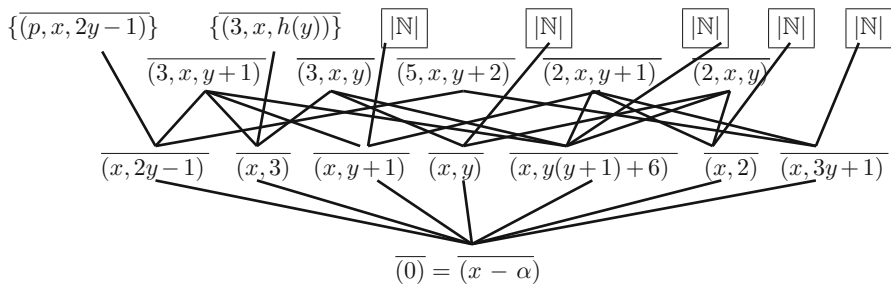 {(p, x, 2y−1)} {(3, x, h(y))} |ℕ| |ℕ| |ℕ| |ℕ| |ℕ|
(3, x, y+1) (3, x, y) (5, x, y+2) (2, x, y+1) (2, x, y)
(x, 2y−1) (x, 3) (x, y+1) (x, y) (x, y(y+1)+6) (x, 2) (x, 3y+1)
(0) = (x − α)